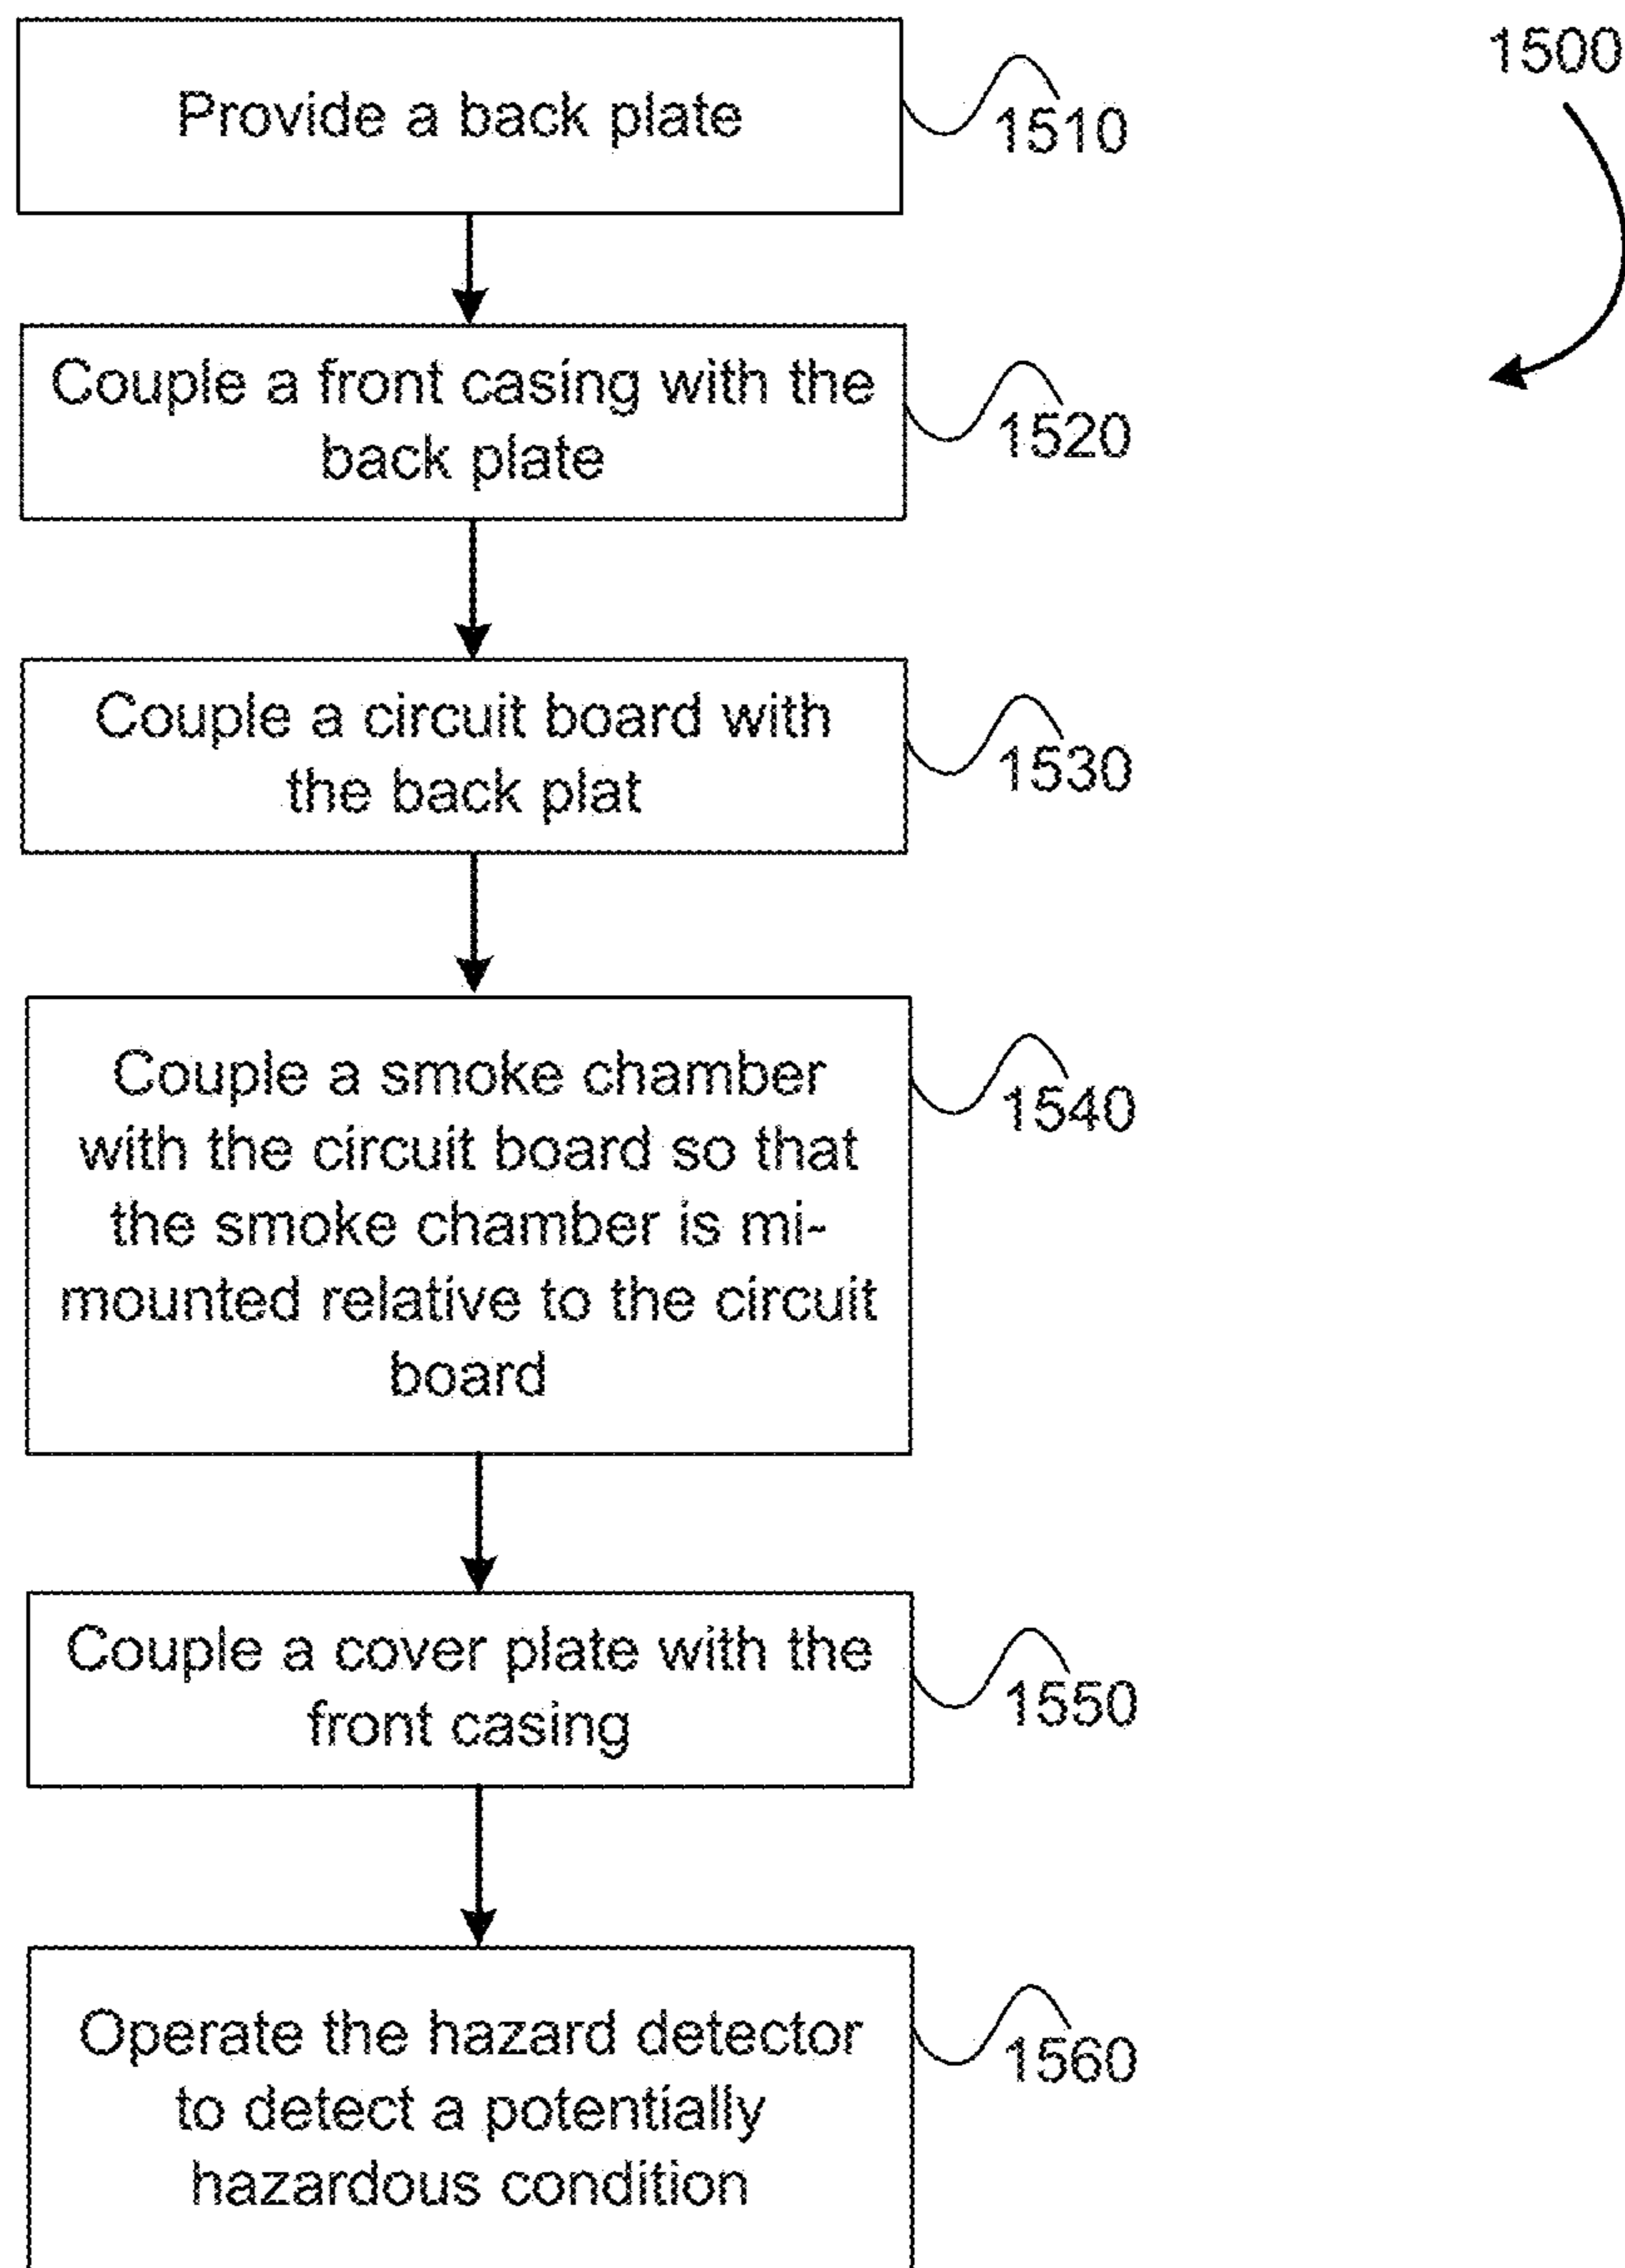 1500
Provide a back plate
1510
Couple a front casing with the
back plate
1520
Couple a circuit board with
the back plat
1530
Couple a smoke chamber
with the circuit board so that
the smoke chamber is mi-
mounted relative to the circuit
board
1540
Couple a cover plate with the
front casing
1550
Operate the hazard detector
to detect a potentially
hazardous condition
1560